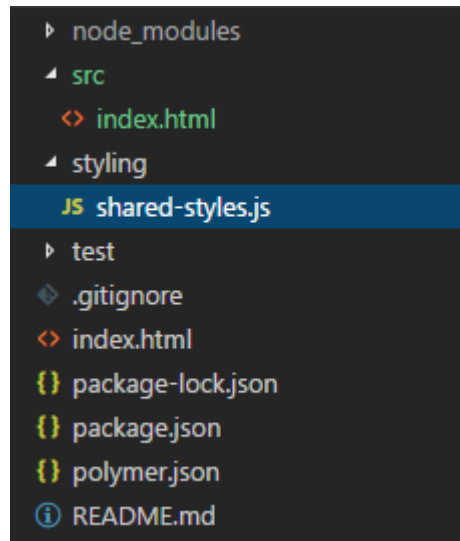 node_modules
src
<> index.html
styling
JS shared-styles.js
test
.gitignore
<> index.html
{} package-lock.json
{} package.json
{} polymer.json
README.md